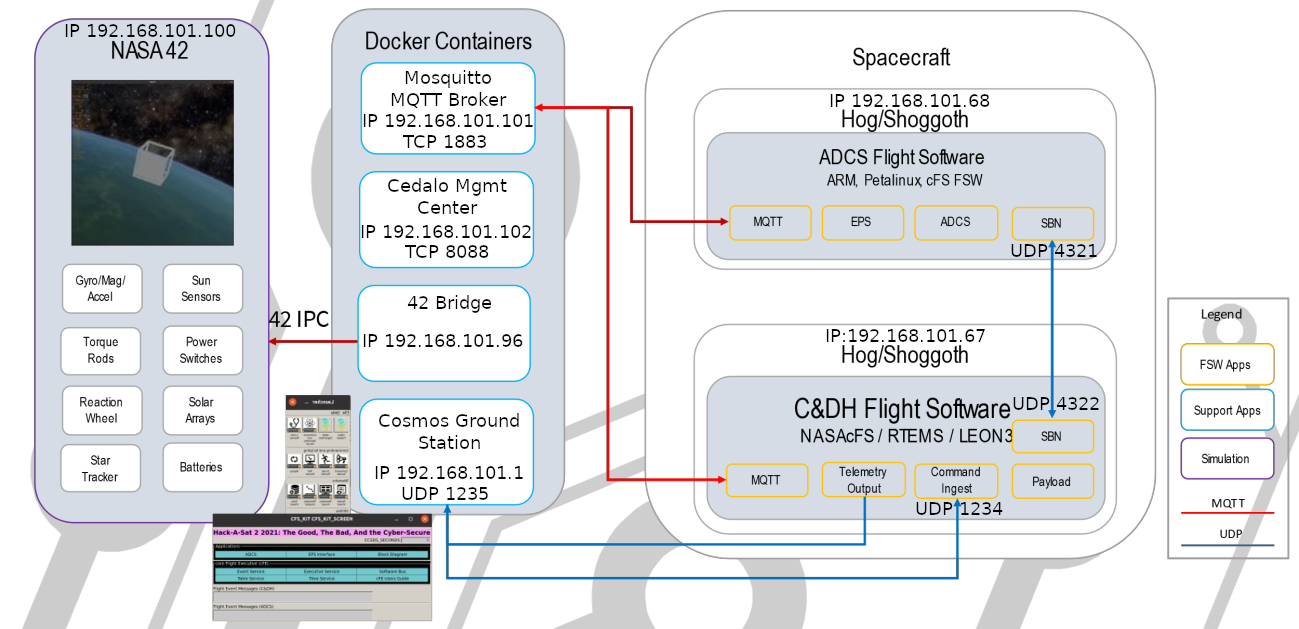 IP 192.168.101.100
NASA 42
Gyro/Mag/
Accel
Sun
Sensors
Torque
Rods
Power
Switches
Reaction
Wheel
Solar
Arrays
Star
Tracker
Batteries
42 IPC
Docker Containers
Mosquitto
MQTT Broker
IP 192.168.101.101
TCP 1883
Cedalo Mgmt
Center
IP 192.168.101.102
TCP 8088
42 Bridge
IP 192.168.101.96
Cosmos Ground
Station
IP 192.168.101.1
UDP 1235
CFS_KIT CFS_KIT_SCREEN
Hack-A-Sat 2 2021: The Good, The Bad, And the Cyber-Secure
CCSDS_SECONDS
Applications
ADCS
EPS Interface
Block Diagram
Event Service
Executive Service
Software Bus
Table Service
Time Service
cFE Users Guide
Flight Event Messages (C&DH)
Flight Event Messages (ADCS)
Spacecraft
IP 192.168.101.68
Hog/Shoggoth
ADCS Flight Software
ARM, Petalinux, cFS FSW
MQTT
EPS
ADCS
SBN
UDP 4321
IP:192.168.101.67
Hog/Shoggoth
C&DH Flight Software
UDP 4322
NASAcFS / RTEMS / LEON3
SBN
MQTT
Telemetry
Output
Command
Ingest
Payload
UDP 1234
Legend
FSW Apps
Support Apps
Simulation
MQTT
UDP